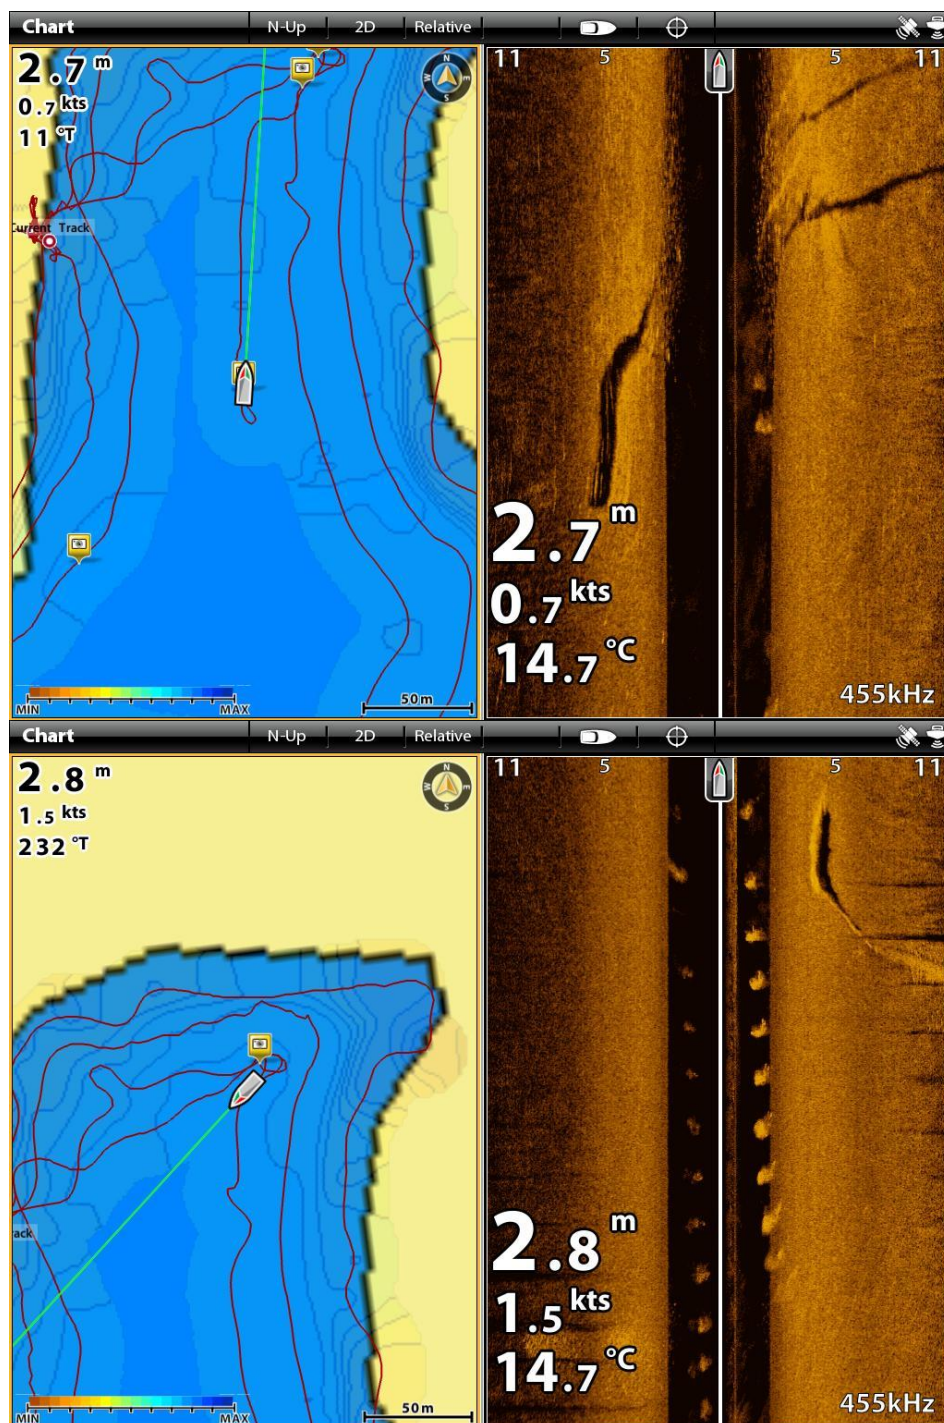 Chart N-Up 2D Relative
2.7 m
0.7 kts
11 °T
Current Track
MIN MAX
50m
11 5 5 11
2.7 m
0.7 kts
14.7 °C
455kHz
Chart N-Up 2D Relative
2.8 m
1.5 kts
232 °T
rack
MIN MAX
50m
11 5 5 11
2.8 m
1.5 kts
14.7 °C
455kHz